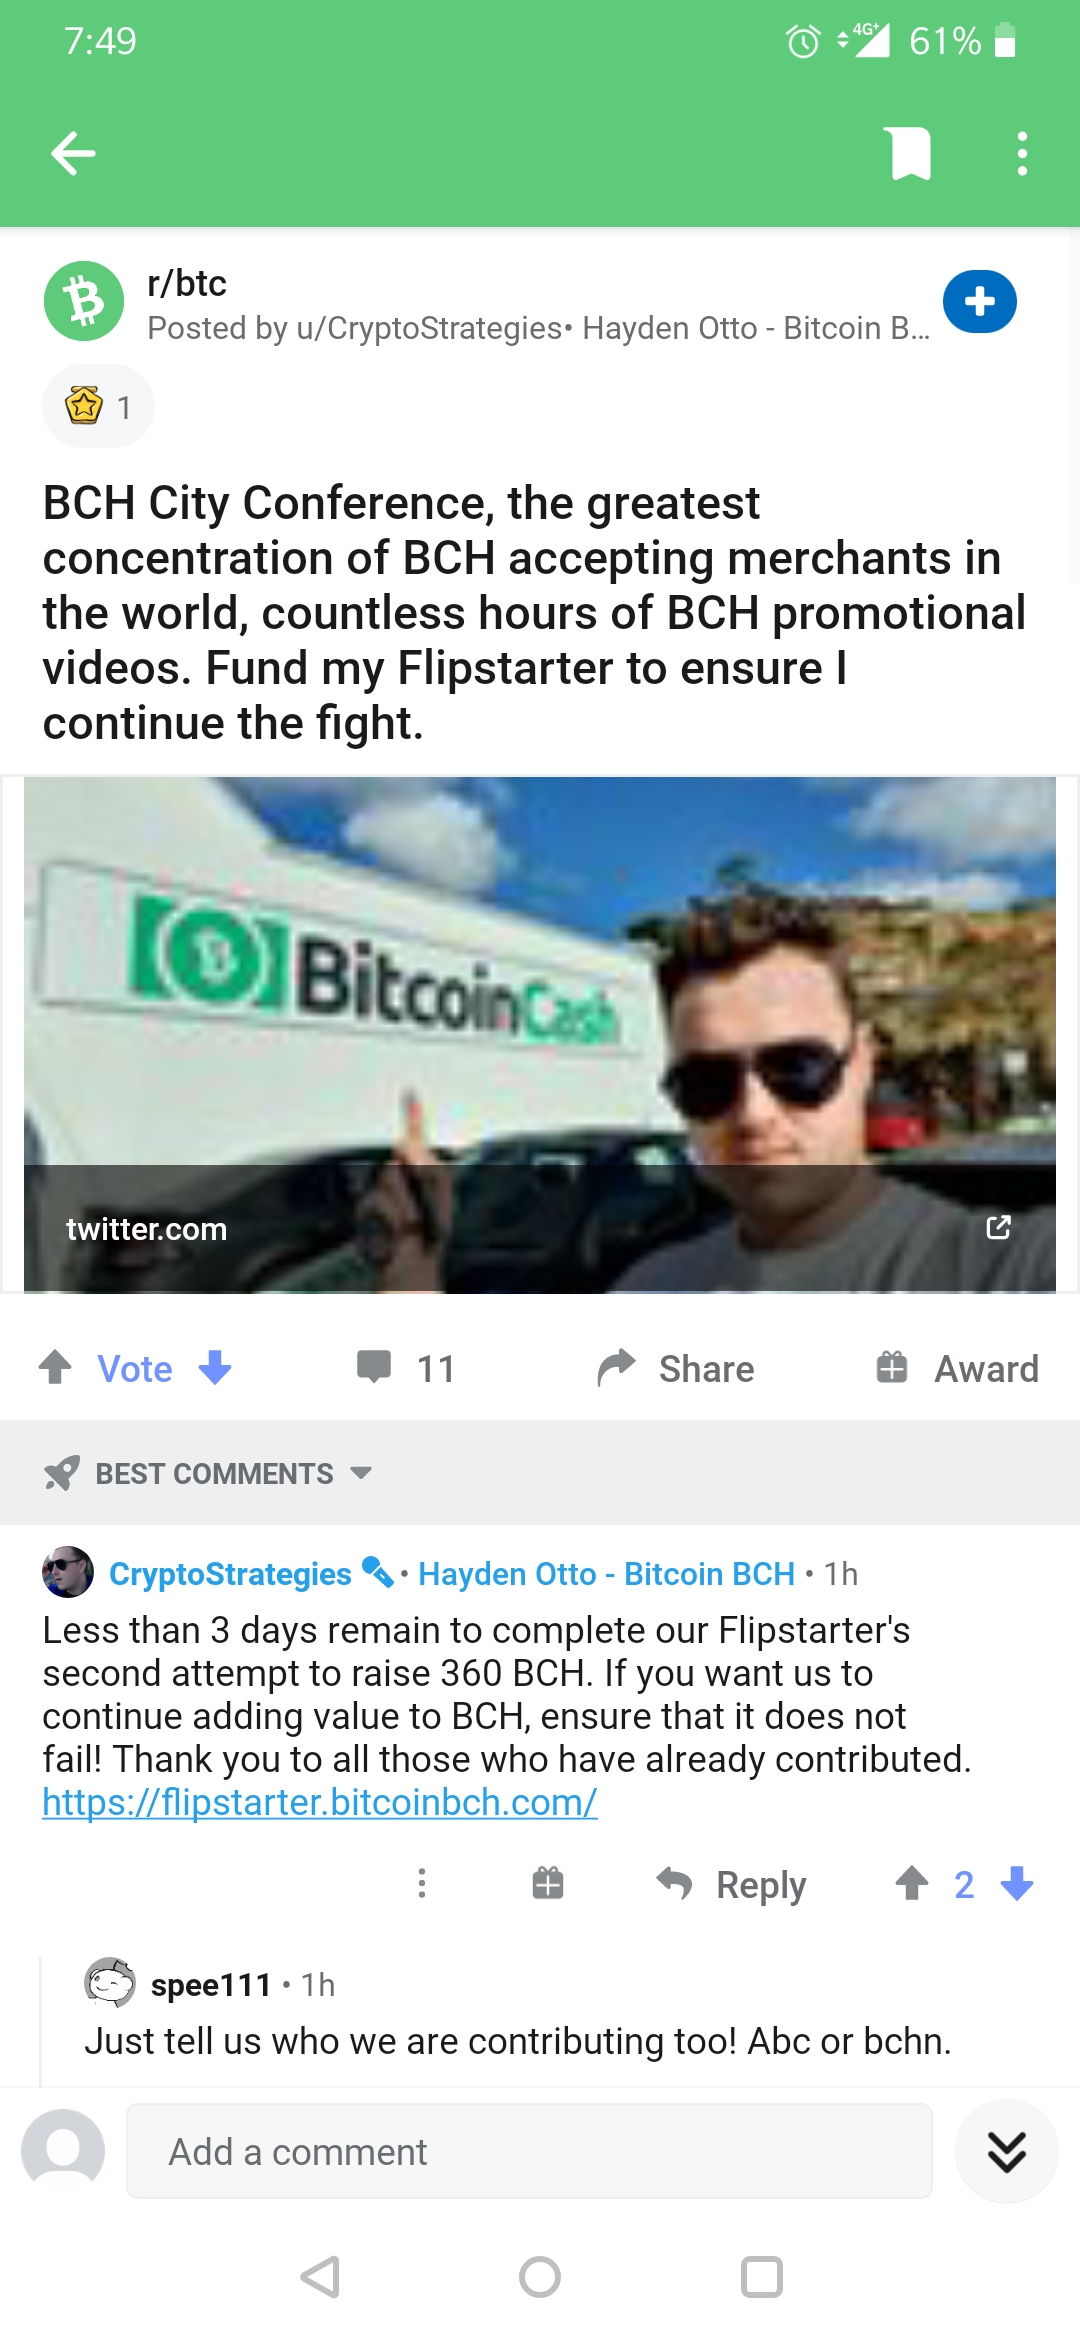 7:49
4G+ 61%
r/btc
Posted by u/CryptoStrategies• Hayden Otto - Bitcoin B...
1
BCH City Conference, the greatest
concentration of BCH accepting merchants in
the world, countless hours of BCH promotional
videos. Fund my Flipstarter to ensure I
continue the fight.
BitcoinCash
twitter.com
Vote 11 Share Award
BEST COMMENTS
CryptoStrategies • Hayden Otto - Bitcoin BCH • 1h
Less than 3 days remain to complete our Flipstarter's
second attempt to raise 360 BCH. If you want us to
continue adding value to BCH, ensure that it does not
fail! Thank you to all those who have already contributed.
https://flipstarter.bitcoinbch.com/
Reply 2
spee111 • 1h
Just tell us who we are contributing too! Abc or bchn.
Add a comment